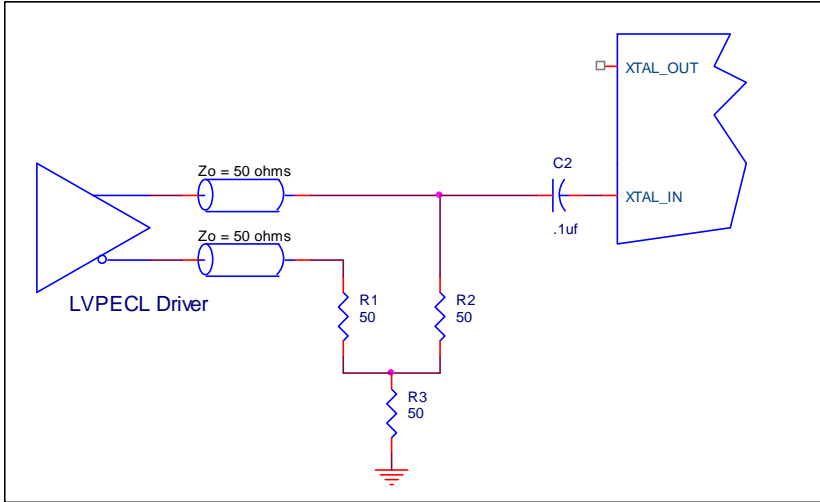 XTAL_OUT
Zo = 50 ohms
C2
XTAL_IN
.1uf
Zo = 50 ohms
LVPECL Driver
R1
50
R2
50
R3
50